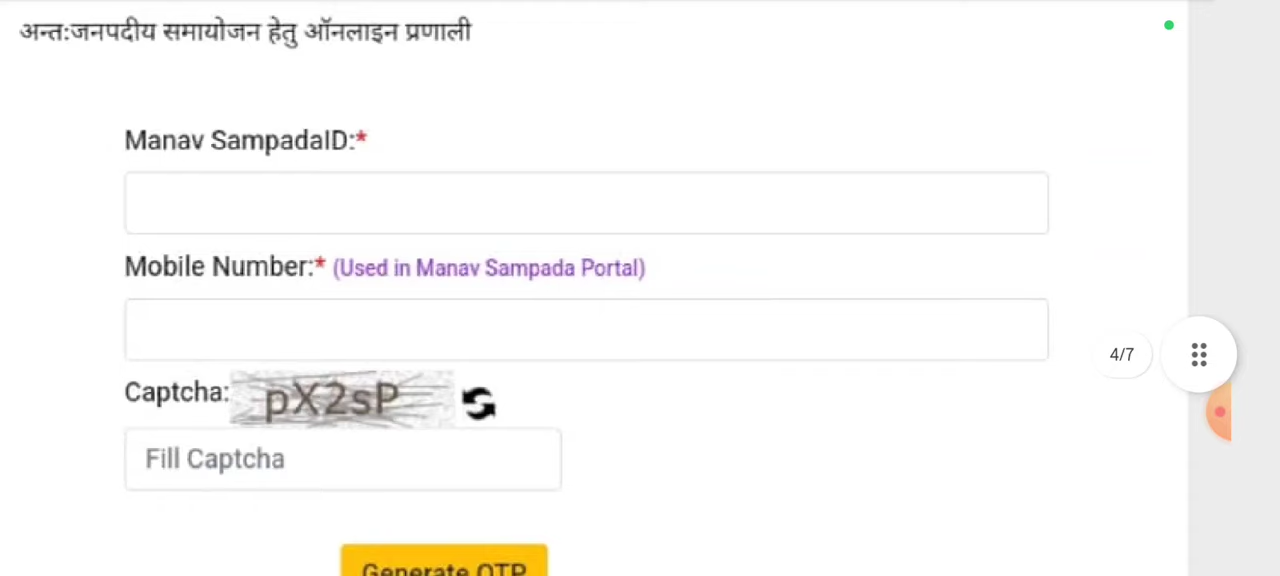 अन्तःजनपदीय समायोजन हेतु ऑनलाइन प्रणाली
Manav SampadaID:*
Mobile Number:* (Used in Manav Sampada Portal)
4/7
Captcha: pX2sP
Fill Captcha
Generate OTP